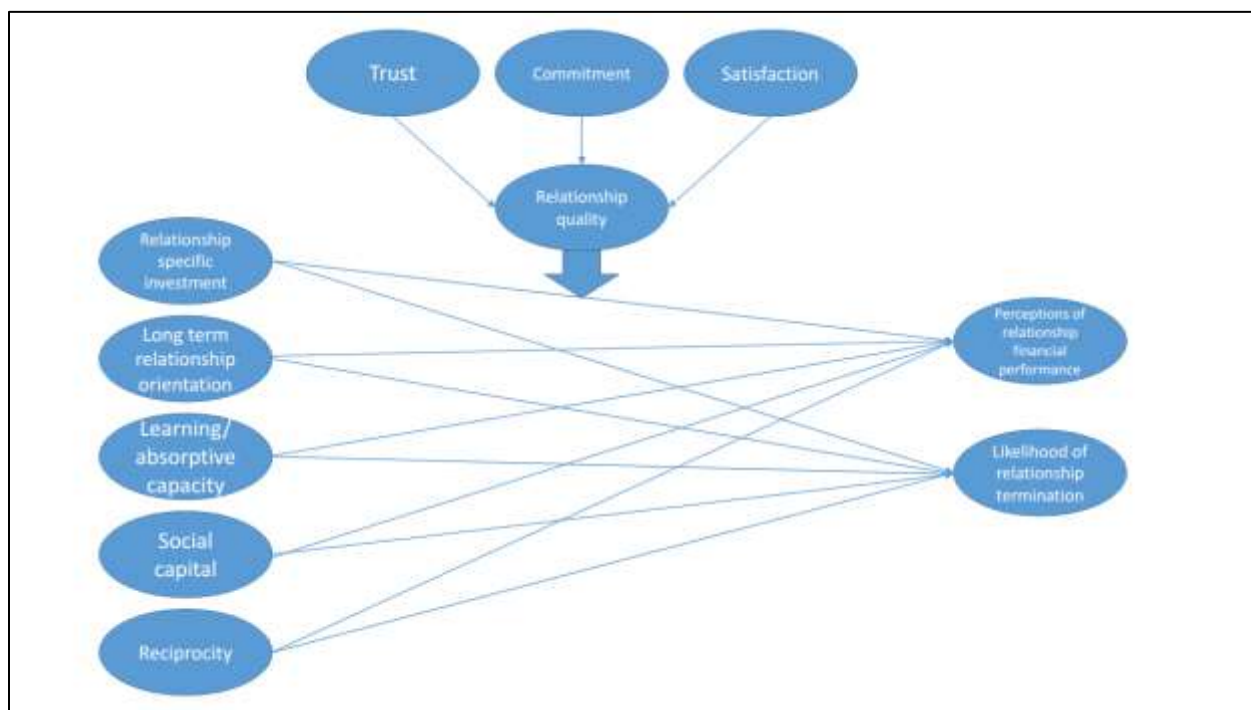 Trust
Commitment
Satisfaction
Relationship
quality
Relationship
specific
investment
Long term
relationship
orientation
Learning/
absorptive
capacity
Social
capital
Reciprocity
Perceptions of
relationship
financial
performance
Likelihood of
relationship
termination